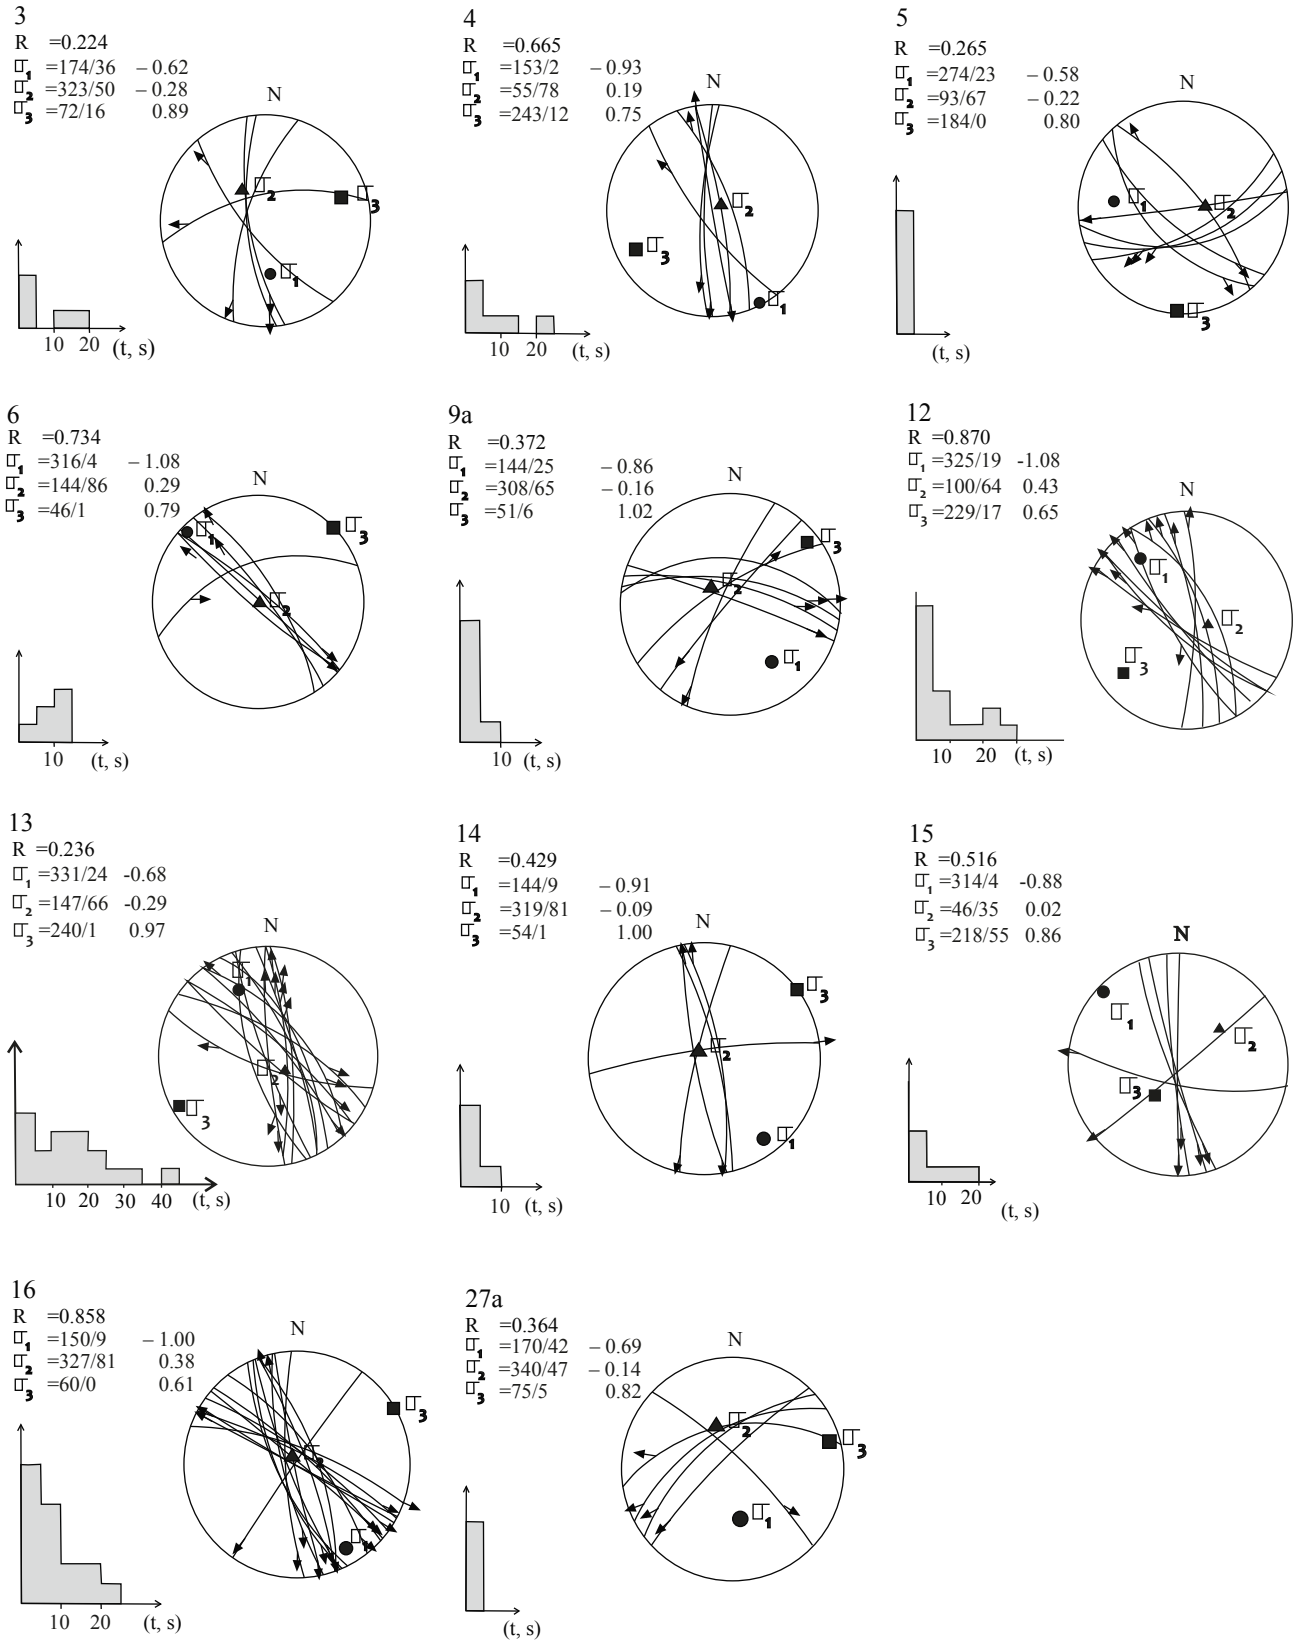 3
R =0.224
σ1 =174/36 – 0.62
σ2 =323/50 – 0.28
σ3 =72/16 0.89
N
σ2
σ3
σ1
10 20 (t, s)
4
R =0.665
σ1 =153/2 – 0.93
σ2 =55/78 0.19
σ3 =243/12 0.75
N
σ2
σ3
σ1
10 20 (t, s)
5
R =0.265
σ1 =274/23 – 0.58
σ2 =93/67 – 0.22
σ3 =184/0 0.80
N
σ1
σ2
σ3
(t, s)
6
R =0.734
σ1 =316/4 – 1.08
σ2 =144/86 0.29
σ3 =46/1 0.79
N
σ1
σ3
σ2
10 (t, s)
9a
R =0.372
σ1 =144/25 – 0.86
σ2 =308/65 – 0.16
σ3 =51/6 1.02
N
σ3
σ2
σ1
10 (t, s)
12
R =0.870
σ1 =325/19 -1.08
σ2 =100/64 0.43
σ3 =229/17 0.65
N
σ1
σ2
σ3
10 20 (t, s)
13
R =0.236
σ1 =331/24 -0.68
σ2 =147/66 -0.29
σ3 =240/1 0.97
N
σ1
σ2
σ3
10 20 30 40 (t, s)
14
R =0.429
σ1 =144/9 – 0.91
σ2 =319/81 – 0.09
σ3 =54/1 1.00
N
σ3
σ2
σ1
10 (t, s)
15
R =0.516
σ1 =314/4 -0.88
σ2 =46/35 0.02
σ3 =218/55 0.86
N
σ1
σ2
σ3
10 20
(t, s)
16
R =0.858
σ1 =150/9 – 1.00
σ2 =327/81 0.38
σ3 =60/0 0.61
N
σ3
σ2
σ1
10 20
(t, s)
27a
R =0.364
σ1 =170/42 – 0.69
σ2 =340/47 – 0.14
σ3 =75/5 0.82
N
σ2
σ3
σ1
(t, s)